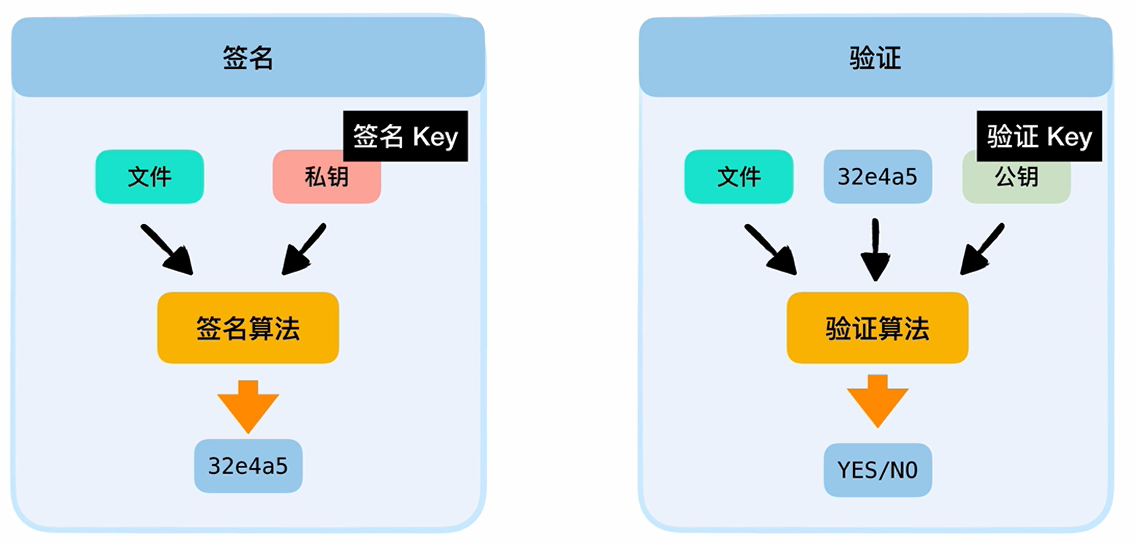 签名
签名 Key
文件
私钥
签名算法
32e4a5
验证
验证 Key
文件
32e4a5
公钥
验证算法
YES/NO